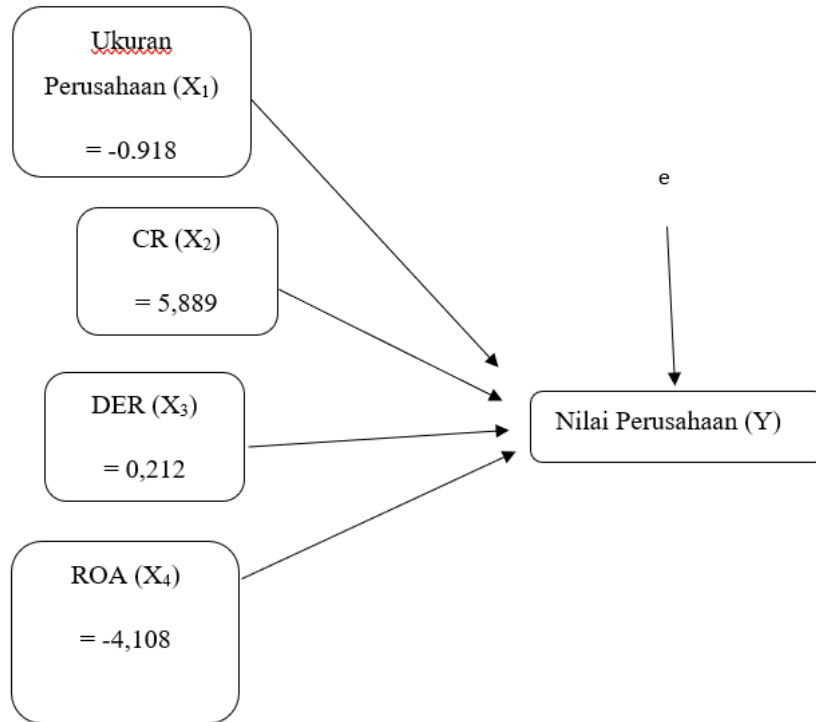 Ukuran
Perusahaan (X₁)
= -0.918
e
CR (X₂)
= 5,889
DER (X₃)
= 0,212
Nilai Perusahaan (Y)
ROA (X₄)
= -4,108